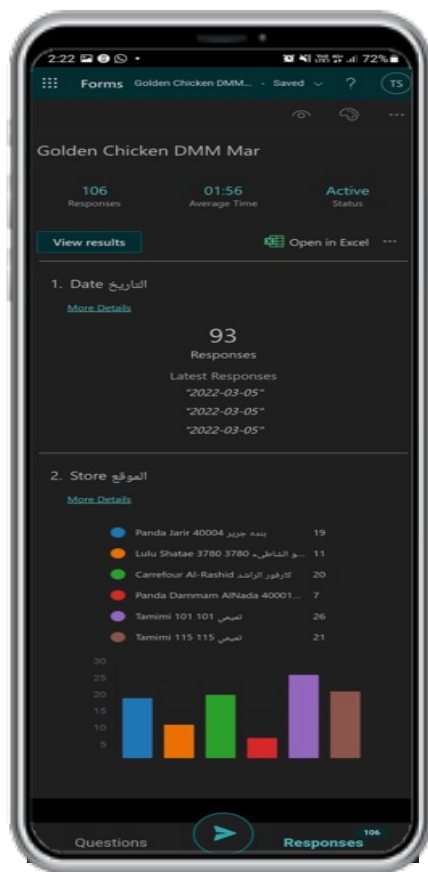 2:22 72%
Forms Golden Chicken DMM... - Saved ? TS
Golden Chicken DMM Mar
106 01:56 Active
Responses Average Time Status
View results Open in Excel ...
1. Date التاريخ
More Details
93
Responses
Latest Responses
"2022-03-05"
"2022-03-05"
"2022-03-05"
2. Store الموقع
More Details
Panda Jarir 40004 بنده جرير 19
Lulu Shatae 3780 3780 و الشاطىء... 11
Carrefour Al-Rashid كارفور الراشد 20
Panda Dammam AlNada 40001... 7
Tamimi 101 101 تميمي 26
Tamimi 115 115 تميمي 21
30
25
20
15
10
5
106
Questions Responses